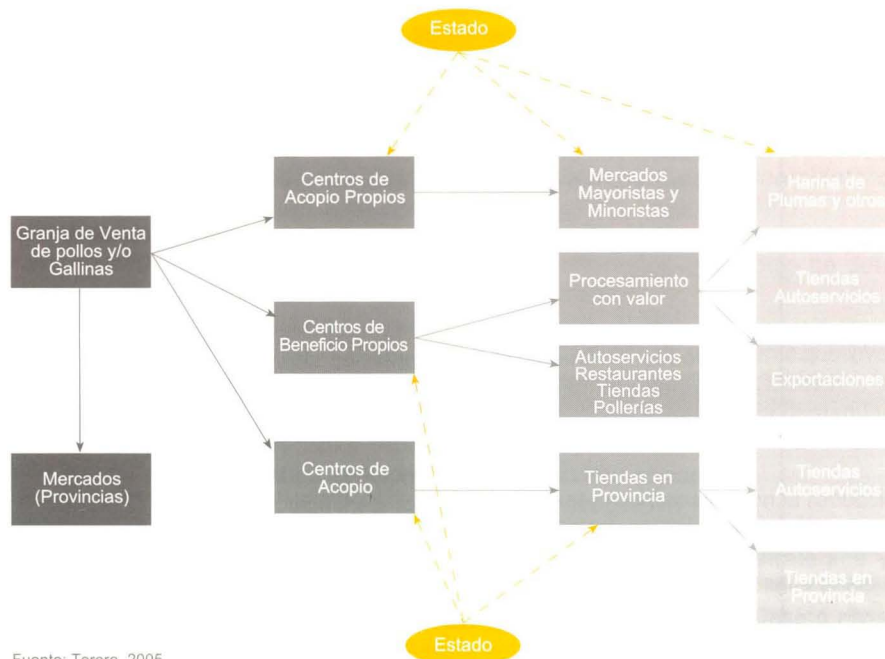 Estado
Centros de
Acopio Propios
Mercados
Mayoristas y
Minoristas
Harina de
Plumas y otros
Granja de Venta
de pollos y/o
Gallinas
Procesamiento
con valor
Tiendas
Autoservicios
Centros de
Beneficio Propios
Autoservicios
Restaurantes
Tiendas
Pollerías
Exportaciones
Mercados
(Provincias)
Centros de
Acopio
Tiendas en
Provincia
Tiendas
Autoservicios
Tiendas en
Provincia
Estado
Fuente: Torero, 2005